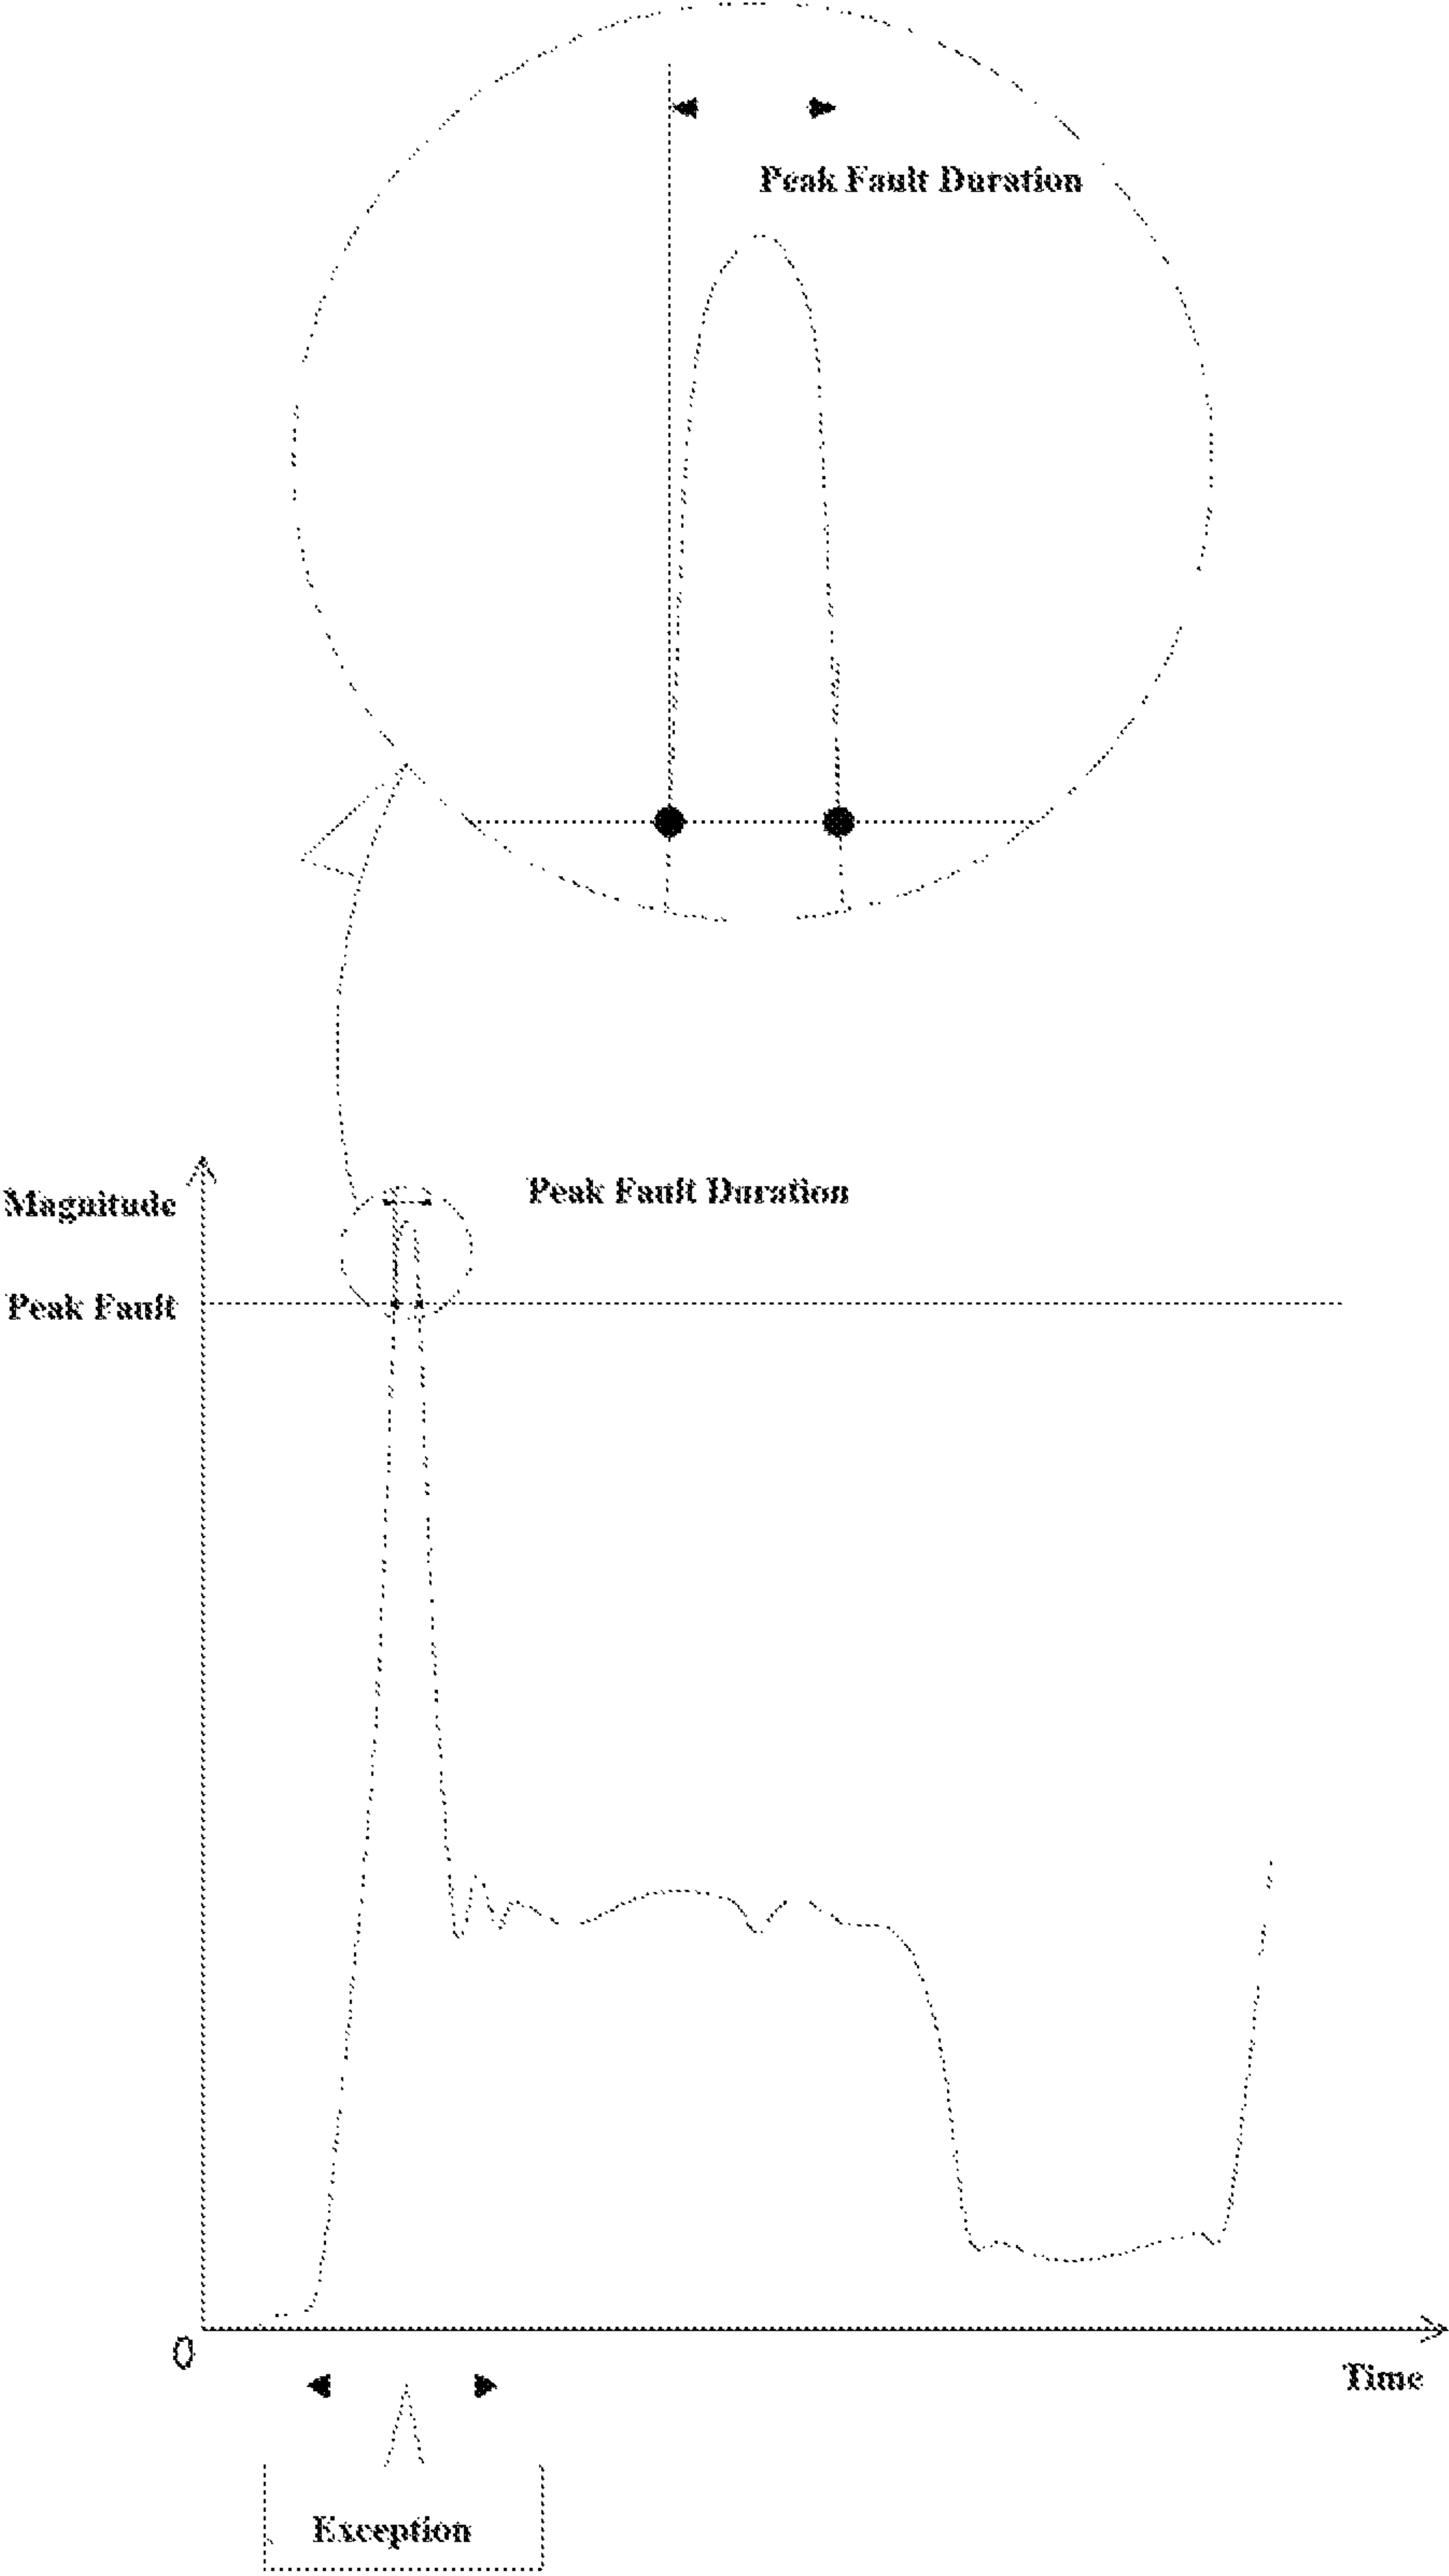 Peak Fault Duration
Peak Fault Duration
Magnitude
Peak Fault
0
Time
Exception